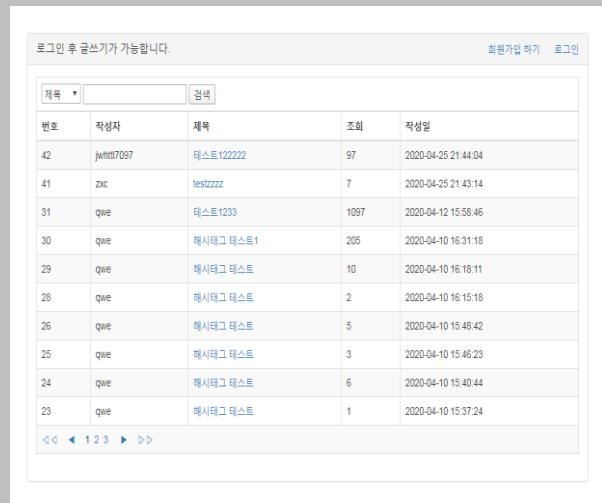 로그인 후 글쓰기가 가능합니다. 회원가입 하기 로그인
제목 검색
번호 작성자 제목 조회 작성일
42 jwhttl7097 테스트122222 97 2020-04-25 21:44:04
41 zxc testzzzz 7 2020-04-25 21:43:14
31 qwe 테스트1233 1097 2020-04-12 15:58:46
30 qwe 해시태그 테스트1 205 2020-04-10 16:31:18
29 qwe 해시태그 테스트 10 2020-04-10 16:18:11
28 qwe 해시태그 테스트 2 2020-04-10 16:15:18
26 qwe 해시태그 테스트 5 2020-04-10 15:48:42
25 qwe 해시태그 테스트 3 2020-04-10 15:46:23
24 qwe 해시태그 테스트 6 2020-04-10 15:40:44
23 qwe 해시태그 테스트 1 2020-04-10 15:37:24
◁◁ ◀ 1 2 3 ▶ ▷▷